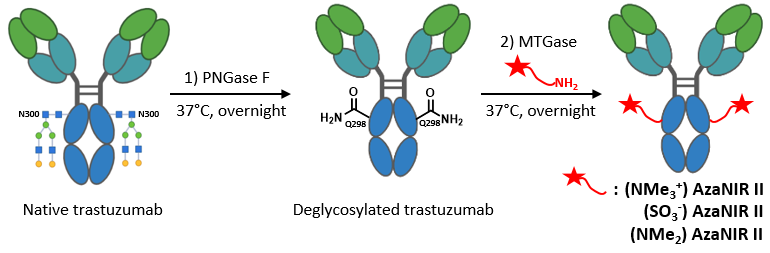 1) PNGase F
37°C, overnight
2) MTGase
NH₂
37°C, overnight
N300
N300
O
H₂N
Q298
O
Q298
NH₂
Native trastuzumab
Deglycosylated trastuzumab
: (NMe₃⁺) AzaNIR II
(SO₃⁻) AzaNIR II
(NMe₂) AzaNIR II